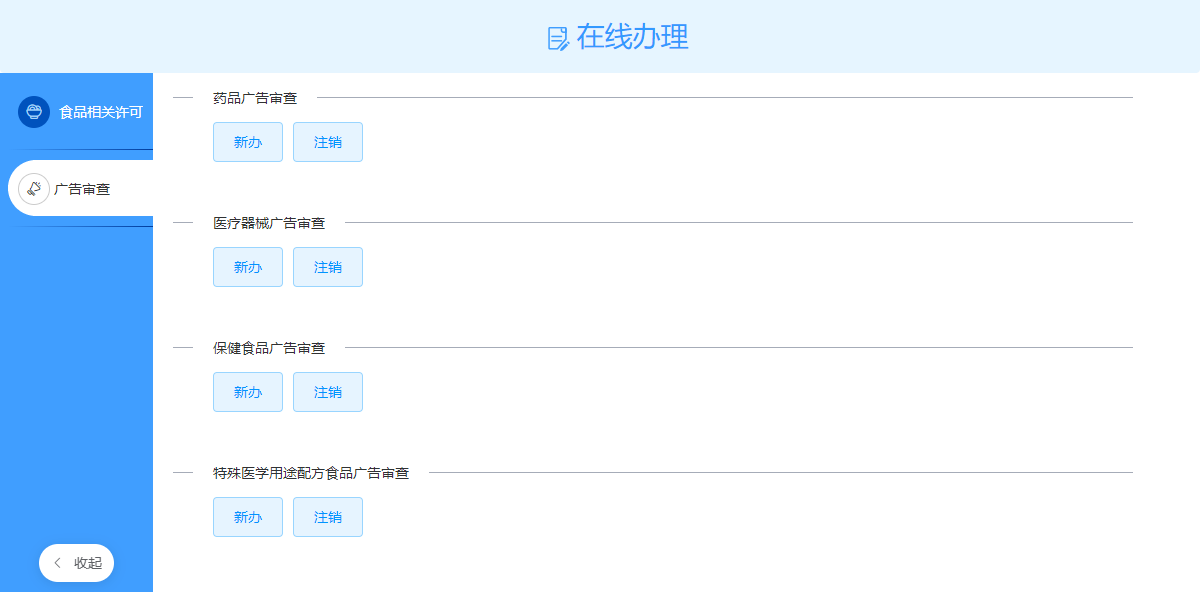 在线办理
食品相关许可
广告审查
收起
药品广告审查
新办 注销
医疗器械广告审查
新办 注销
保健食品广告审查
新办 注销
特殊医学用途配方食品广告审查
新办 注销